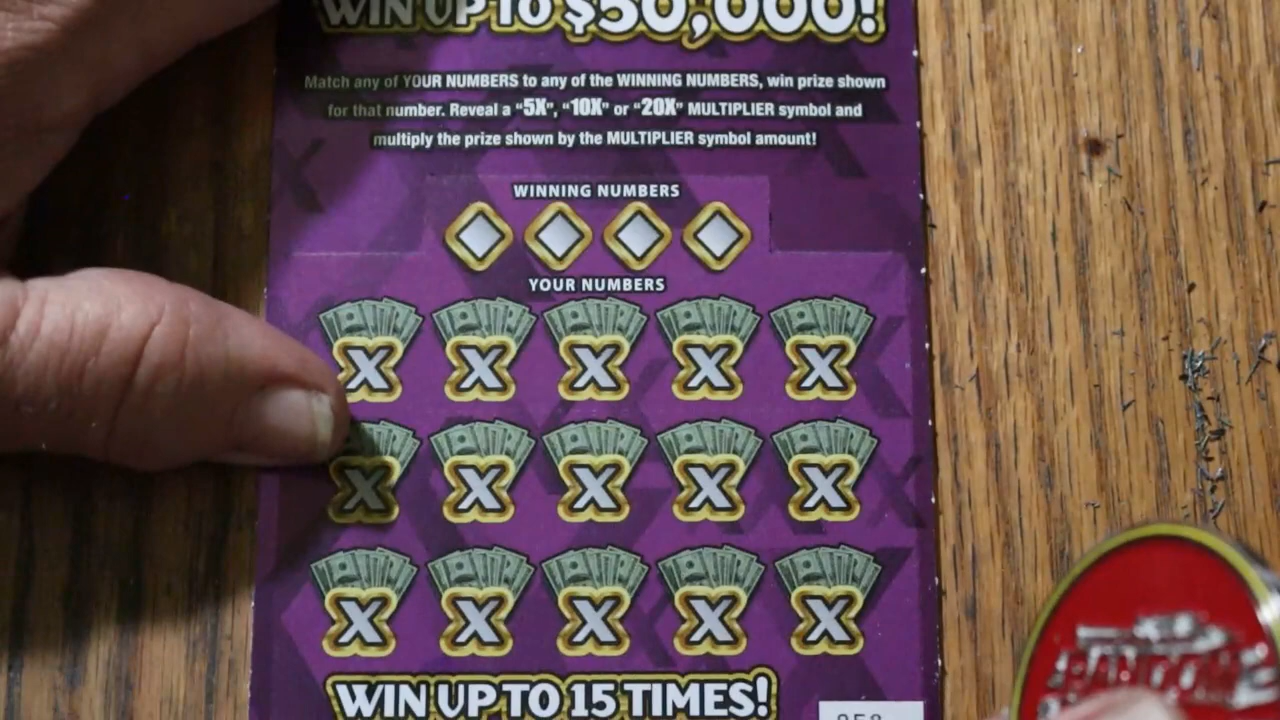 WIN UP TO $50,000!
Match any of YOUR NUMBERS to any of the WINNING NUMBERS, win prize shown
for that number. Reveal a "5X", "10X" or "20X" MULTIPLIER symbol and
multiply the prize shown by the MULTIPLIER symbol amount!
WINNING NUMBERS
YOUR NUMBERS
X X X X X
X X X X X
X X X X X
WIN UP TO 15 TIMES!
RANDOM